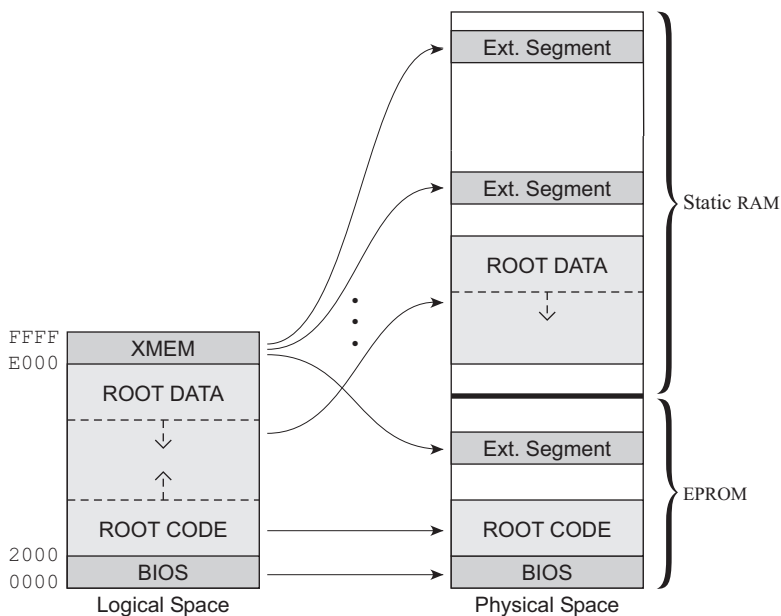 Ext. Segment
Ext. Segment
Static RAM
ROOT DATA
FFFF
XMEM
E000
ROOT DATA
Ext. Segment
EPROM
ROOT CODE
ROOT CODE
2000
0000
BIOS
BIOS
Logical Space
Physical Space